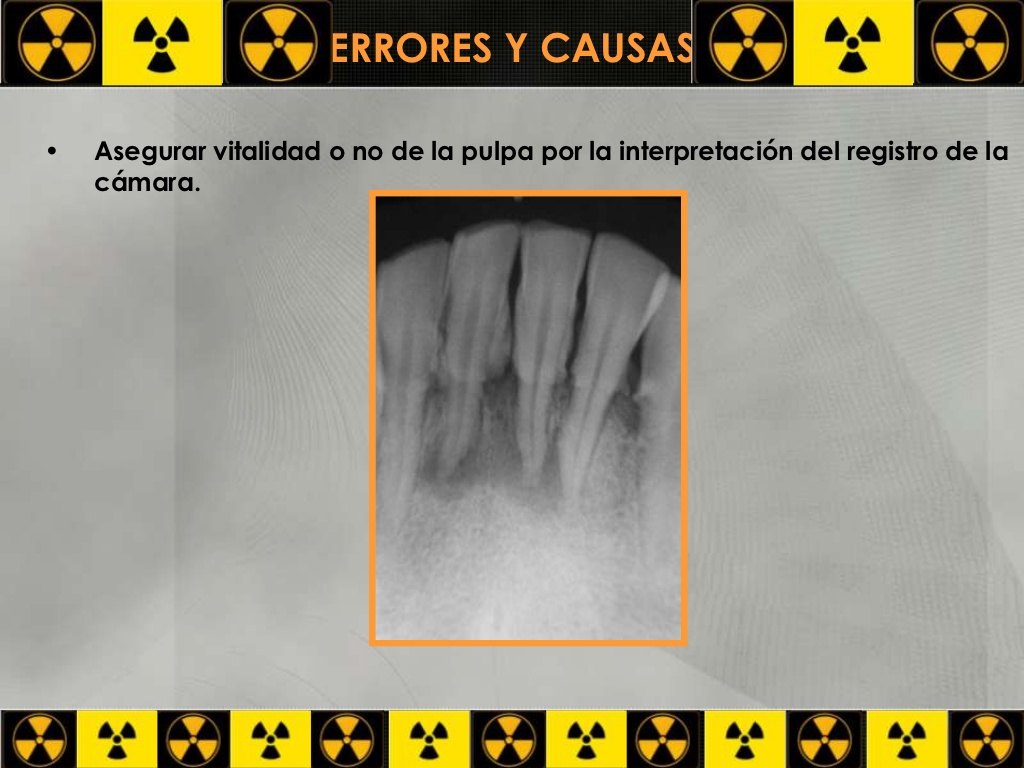 ERRORES Y CAUSAS
• Asegurar vitalidad o no de la pulpa por la interpretación del registro de la
cámara.